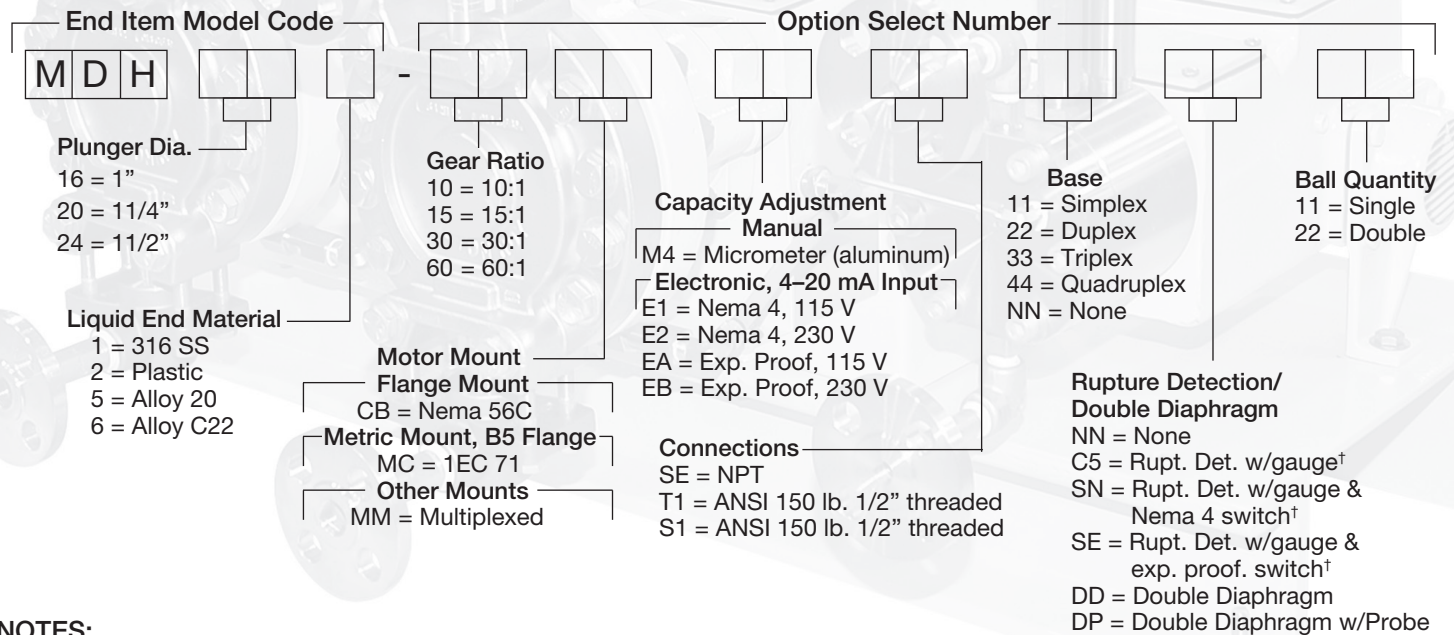 End Item Model Code
Option Select Number
M D H -
Plunger Dia.
16 = 1”
20 = 11/4”
24 = 11/2”
Liquid End Material
1 = 316 SS
2 = Plastic
5 = Alloy 20
6 = Alloy C22
Gear Ratio
10 = 10:1
15 = 15:1
30 = 30:1
60 = 60:1
Motor Mount
Flange Mount
CB = Nema 56C
Metric Mount, B5 Flange
MC = 1EC 71
Other Mounts
MM = Multiplexed
Capacity Adjustment
Manual
M4 = Micrometer (aluminum)
Electronic, 4–20 mA Input
E1 = Nema 4, 115 V
E2 = Nema 4, 230 V
EA = Exp. Proof, 115 V
EB = Exp. Proof, 230 V
Connections
SE = NPT
T1 = ANSI 150 lb. 1/2” threaded
S1 = ANSI 150 lb. 1/2” threaded
Base
11 = Simplex
22 = Duplex
33 = Triplex
44 = Quadruplex
NN = None
Rupture Detection/
Double Diaphragm
NN = None
C5 = Rupt. Det. w/gauge†
SN = Rupt. Det. w/gauge &
Nema 4 switch†
SE = Rupt. Det. w/gauge &
exp. proof. switch†
DD = Double Diaphragm
DP = Double Diaphragm w/Probe
Ball Quantity
11 = Single
22 = Double
NOTES: